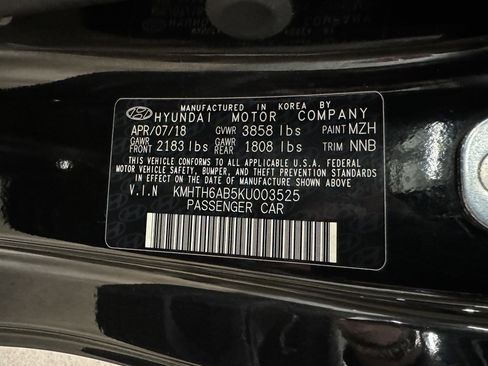 MANUFACTURED IN KOREA BY
HYUNDAI MOTOR COMPANY
APR/07/18 GVWR 3858 lbs PAINT MZH
GAWR FRONT 2183 lbs GAWR REAR 1808 lbs TRIM NNB
THIS VEHICLE CONFORMS TO ALL APPLICABLE U.S.A. FEDERAL
MOTOR VEHICLE SAFETY, BUMPER, AND THEFT PREVENTION
STANDARDS IN EFFECT ON THE DATE OF MANUFACTURE SHOWN ABOVE.
V.I.N KMHTH6AB5KU003525
PASSENGER CAR